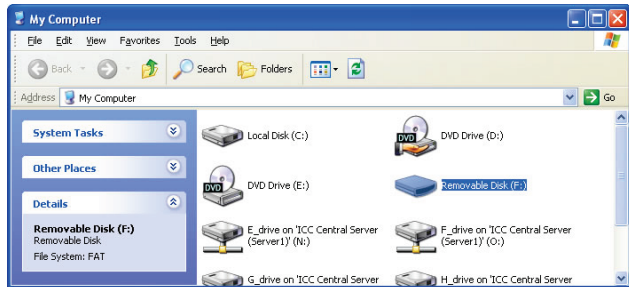 My Computer
File Edit View Favorites Tools Help
Back Search Folders
Address My Computer Go
System Tasks
Other Places
Details
Removable Disk (F:)
Removable Disk
File System: FAT
Local Disk (C:)
DVD
DVD Drive (D:)
DVD
DVD Drive (E:)
Removable Disk (F:)
E_drive on 'ICC Central Server
(Server1)' (N:)
F_drive on 'ICC Central Server
(Server1)' (O:)
G_drive on 'ICC Central Server
H_drive on 'ICC Central Server